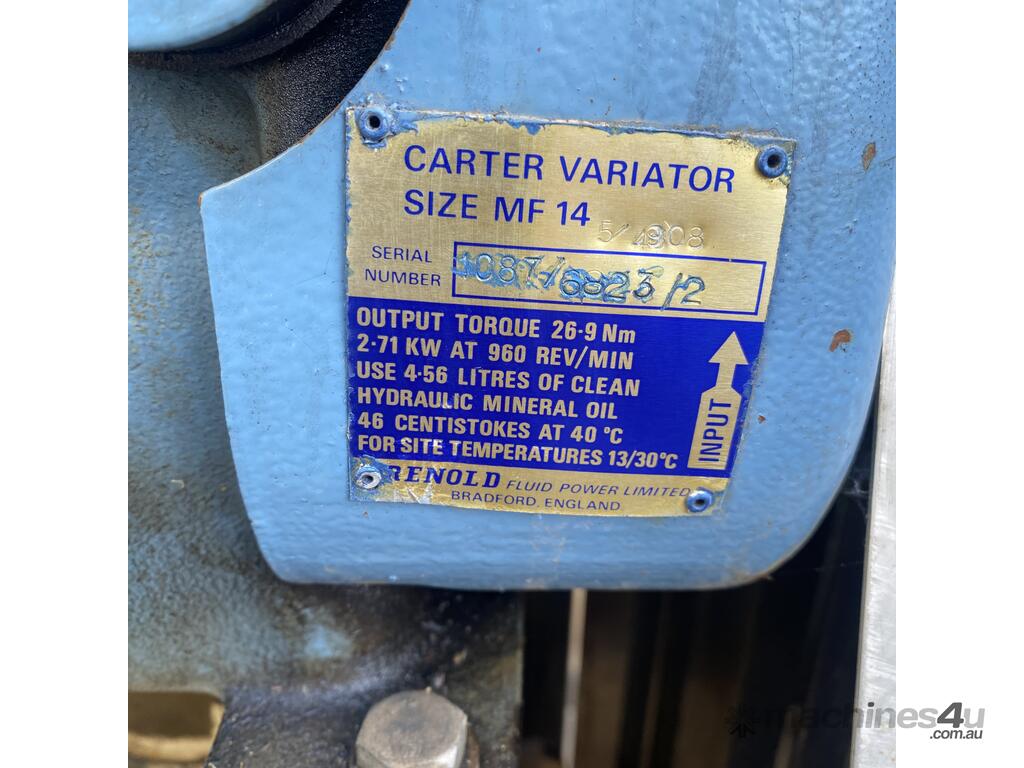 CARTER VARIATOR
SIZE MF 14
SERIAL
NUMBER
/2
OUTPUT TORQUE 26·9 Nm
2·71 KW AT 960 REV/MIN
USE 4·56 LITRES OF CLEAN
HYDRAULIC MINERAL OIL
46 CENTISTOKES AT 40 °C
FOR SITE TEMPERATURES 13/30°C
INPUT
RENOLD FLUID POWER LIMITED
BRADFORD, ENGLAND
machines4u
.com.au